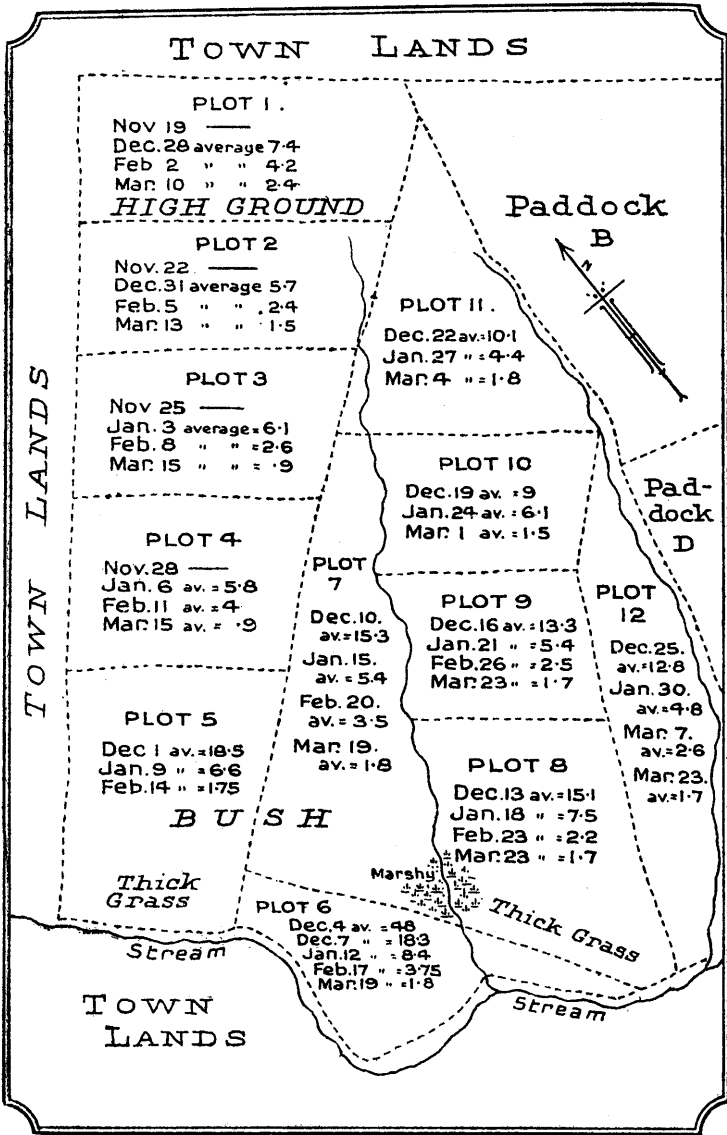 TOWN LANDS
PLOT 1.
Nov 19 ——
Dec. 28 average 7·4
Feb 2 " " 4·2
Mar. 10 " " 2·4
HIGH GROUND
PLOT 2
Nov. 22 ——
Dec. 31 average 5·7
Feb. 5 " " 2·4
Mar. 13 " " 1·5
PLOT 3
Nov 25 ——
Jan. 3 average = 6·1
Feb. 8 " " = 2·6
Mar. 15 " " = ·9
PLOT 4
Nov. 28 ——
Jan. 6 av. = 5·8
Feb. 11 av. = 4·
Mar. 15 av. = ·9
PLOT 5
Dec 1 av. = 18·5
Jan. 9 " = 6·6
Feb. 14 " = 1·75
BUSH
Thick
Grass
TOWN LANDS
Stream
TOWN
LANDS
PLOT 6
Dec. 4 av. = 48
Dec. 7 " = 18·3
Jan. 12 " = 8·4
Feb. 17 " = 3·75
Mar. 19 " = 1·8
PLOT
7
Dec. 10.
av. = 15·3
Jan. 15.
av. = 5.4
Feb. 20.
av. = 3·5
Mar. 19.
av. = 1·8
PLOT 11.
Dec. 22 av. = 10·1
Jan. 27 " = 4·4
Mar. 4 " = 1·8
PLOT 10
Dec. 19 av. = 9
Jan. 24 av. = 6·1
Mar. 1 av. = 1·5
PLOT 9
Dec. 16 av. = 13·3
Jan. 21 " = 5·4
Feb. 26 " = 2·5
Mar. 23 " = 1·7
PLOT 8
Dec. 13 av. = 15·1
Jan. 18 " = 7·5
Feb. 23 " = 2·2
Mar. 23 " = 1·7
Marshy
Thick Grass
Stream
PLOT
12
Dec. 25.
av. = 12·8
Jan. 30.
av. = 4·8
Mar. 7.
av. = 2·6
Mar. 23.
av. = 1·7
Paddock
B
N
Pad-
dock
D